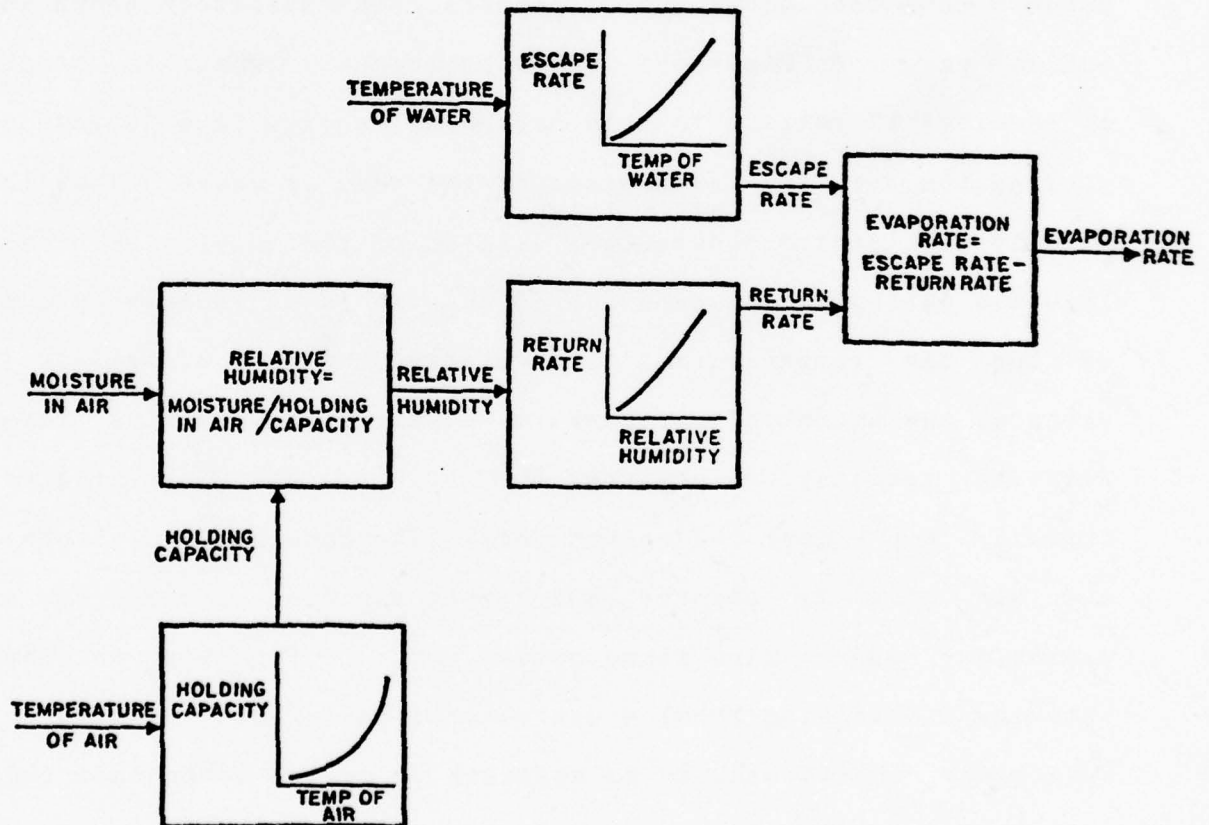 ESCAPE
RATE
TEMP OF
WATER
TEMPERATURE
OF WATER
ESCAPE
RATE
EVAPORATION
RATE=
ESCAPE RATE-
RETURN RATE
EVAPORATION
RATE
RETURN
RATE
RETURN
RATE
RELATIVE
HUMIDITY
RELATIVE
HUMIDITY=
MOISTURE / HOLDING
IN AIR / CAPACITY
MOISTURE
IN AIR
RELATIVE
HUMIDITY
HOLDING
CAPACITY
HOLDING
CAPACITY
TEMP OF
AIR
TEMPERATURE
OF AIR